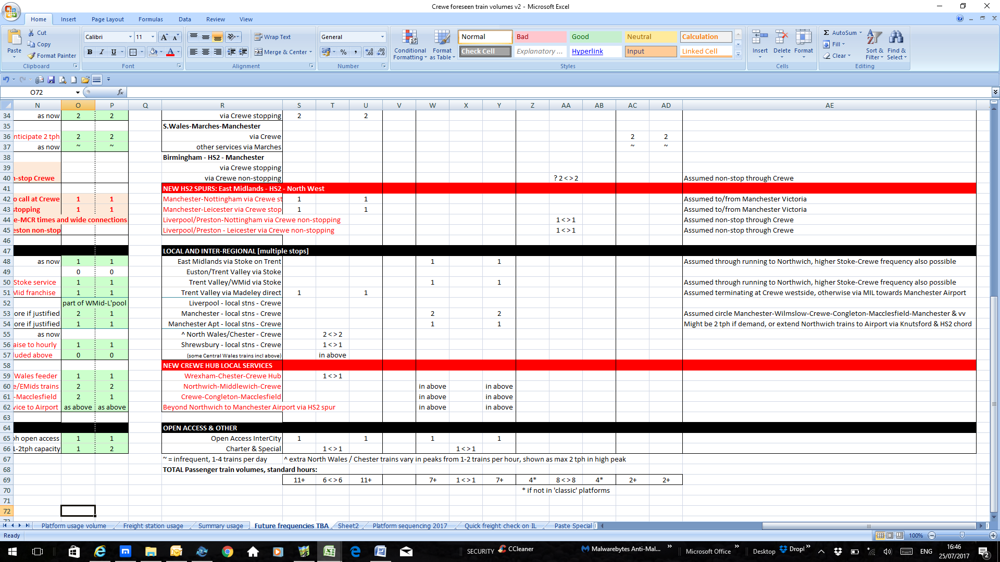 Crewe foreseen train volumes v2 - Microsoft Excel
Home Insert Page Layout Formulas Data Review View
Paste Cut Copy Format Painter Clipboard
Calibri 11 B I U Font
Wrap Text Merge & Center Alignment
General % , Number
Conditional Formatting Format as Table
Normal Bad Good Neutral Calculation
Check Cell Explanatory ... Hyperlink Input Linked Cell
Styles
Insert Delete Format Cells
AutoSum Fill Clear Sort & Filter Find & Select Editing
O72 fx
N O P Q R S T U V W X Y Z AA AB AC AD AE
34 as now 2 2 via Crewe stopping 2 2
35 S.Wales-Marches-Manchester
36 nticipate 2 tph 2 2 via Crewe 2 2
37 as now ~ ~ other services via Marches ~ ~
38 Birmingham - HS2 - Manchester
39 via Crewe stopping
40 n-stop Crewe via Crewe non-stopping ? 2 < > 2 Assumed non-stop through Crewe
41 NEW HS2 SPURS: East Midlands - HS2 - North West
42 o call at Crewe 1 1 Manchester-Nottingham via Crewe st 1 1 Assumed to/from Manchester Victoria
43 stopping 1 1 Manchester-Leicester via Crewe stop 1 1 Assumed to/from Manchester Victoria
44 e-MCR times and wide connections Liverpool/Preston-Nottingham via Crewe non-stopping 1 < > 1 Assumed non-stop through Crewe
45 eston non-stop Liverpool/Preston - Leicester via Crewe non-stopping 1 < > 1 Assumed non-stop through Crewe
46
47 LOCAL AND INTER-REGIONAL [multiple stops]
48 as now 1 1 East Midlands via Stoke on Trent 1 1 Assumed through running to Northwich, higher Stoke-Crewe frequency also possible
49 0 0 Euston/Trent Valley via Stoke
50 Stoke service 1 1 Trent Valley/WMid via Stoke 1 1 Assumed through running to Northwich, higher Stoke-Crewe frequency also possible
51 Mid franchise 1 1 Trent Valley via Madeley direct 1 1 Assumed terminating at Crewe westside, otherwise via MIL towards Manchester Airport
52 part of WMid-L'pool Liverpool - local stns - Crewe
53 ore if justified 2 1 Manchester - local stns - Crewe 2 2 Assumed circle Manchester-Wilmslow-Crewe-Congleton-Macclesfield-Manchester & vv
54 ore if justified 1 1 Manchester Apt - local stns - Crewe 1 1 Might be 2 tph if demand, or extend Northwich trains to Airport via Knutsford & HS2 chord
55 as now ^ North Wales/Chester - Crewe 2 < > 2
56 aise to hourly 1 1 Shrewsbury - local stns - Crewe 1 < > 1
57 luded above 0 0 (some Central Wales trains incl above) in above
58 NEW CREWE HUB LOCAL SERVICES
59 Wales feeder 1 1 Wrexham-Chester-Crewe Hub 1 < > 1
60 e/EMids trains 2 2 Northwich-Middlewich-Crewe in above in above
61 -Macclesfield 2 1 Crewe-Congleton-Macclesfield in above in above
62 vice to Airport as above as above Beyond Northwich to Manchester Airport via HS2 spur in above in above
63
64 OPEN ACCESS & OTHER
65 ph open access 1 1 Open Access InterCity 1 1 1 1
66 1-2tph capacity 1 2 Charter & Special 1 < > 1 1 < > 1
67 ~ = infrequent, 1-4 trains per day ^ extra North Wales / Chester trains vary in peaks from 1-2 trains per hour, shown as max 2 tph in high peak
68 TOTAL Passenger train volumes, standard hours:
69 11+ 6 < > 6 11+ 7+ 1 < > 1 7+ 4* 8 < > 8 4* 2+ 2+
70 * if not in 'classic' platforms
71
72
Platform usage volume Freight station usage Summary usage Future frequencies TBA Sheet2 Platform sequencing 2017 Quick freight check on IL Paste Special
Ready 100%
SECURITY CCleaner Malwarebytes Anti-Mal... Microsoft Office Desktop Dropl ENG 16:46
25/07/2017 2